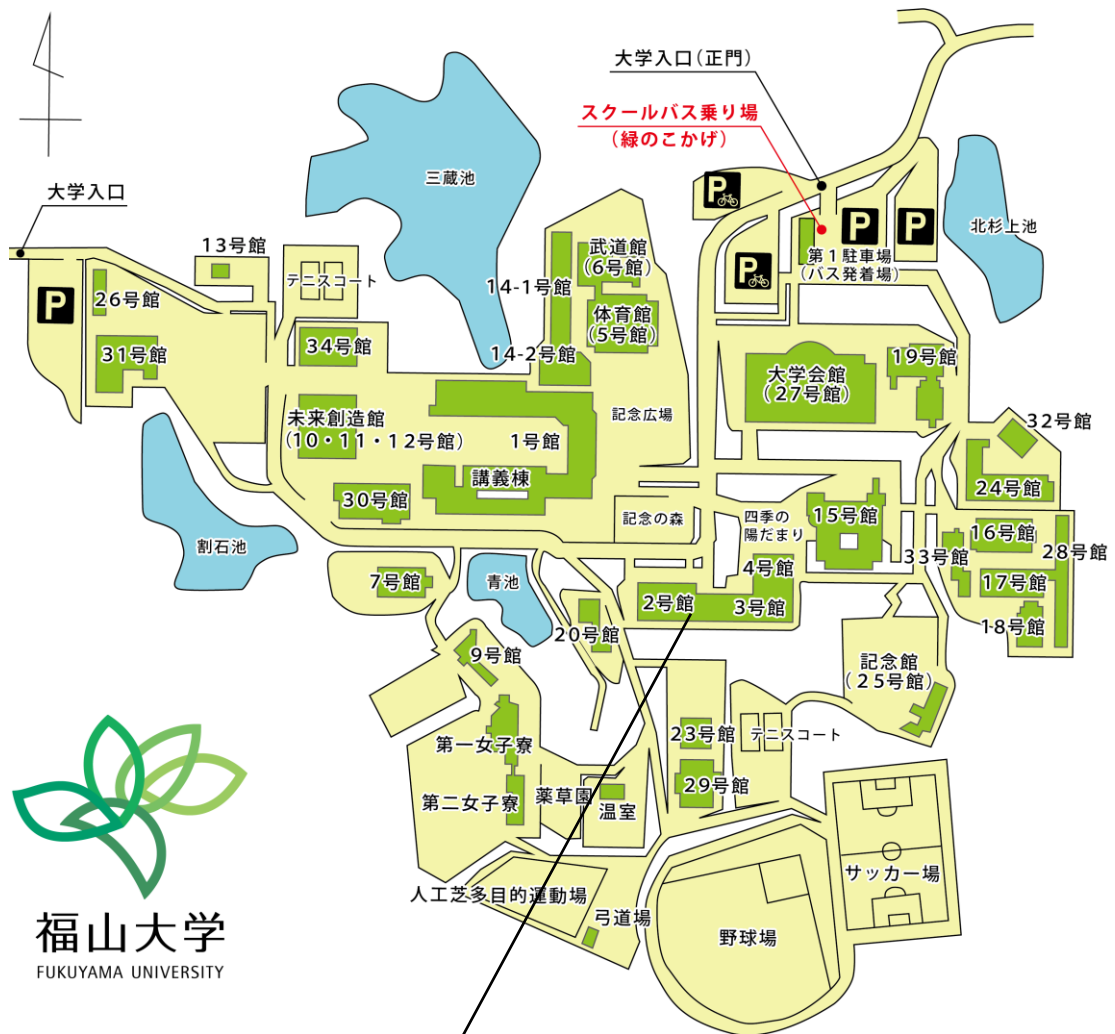 大学入口（正門）
スクールバス乗り場
（緑のこかげ）
三蔵池
大学入口
P
北杉上池
13号館
武道館
（6号館）
P
P
第１駐車場
（バス発着場）
テニスコート
14-1号館
P
P
26号館
体育館
（5号館）
31号館
34号館
14-2号館
19号館
大学会館
（27号館）
未来創造館
（10・11・12号館）
1号館
記念広場
32号館
講義棟
24号館
30号館
記念の森
四季の
陽だまり
15号館
16号館
割石池
33号館
28号館
7号館
青池
4号館
17号館
2号館
3号館
18号館
20号館
9号館
記念館
（25号館）
23号館
テニスコート
第一女子寮
29号館
第二女子寮
薬草園
温室
サッカー場
人工芝多目的運動場
弓道場
野球場
福山大学
FUKUYAMA UNIVERSITY